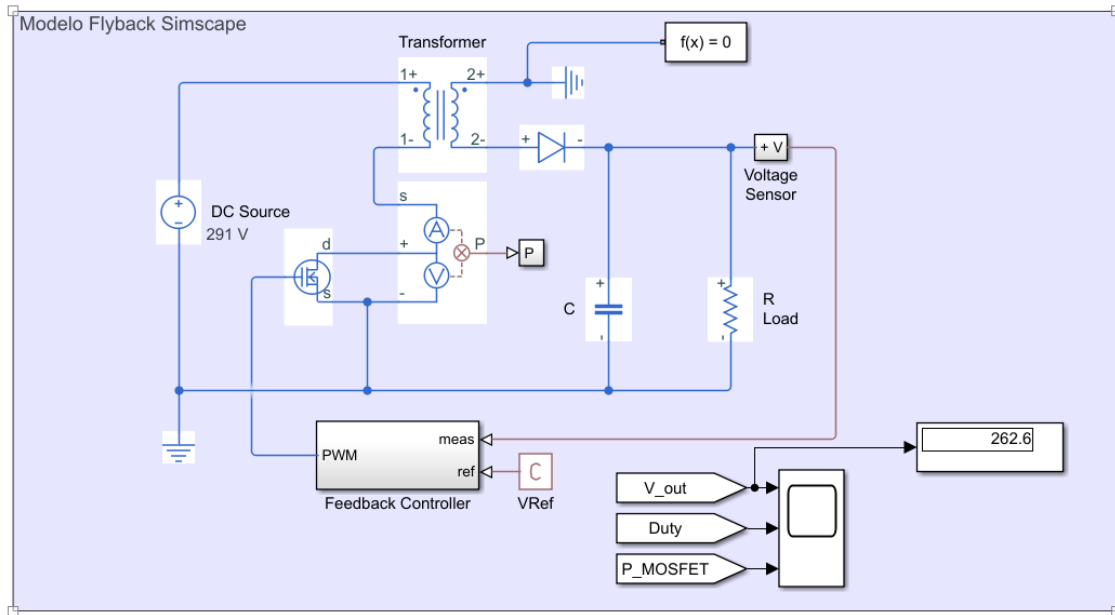 Modelo Flyback Simscape
Transformer
f(x) = 0
1+
2+
1-
2-
+
-
+ V
Voltage
Sensor
DC Source
291 V
+
-
s
A
d
+
P
P
V
s
-
C
+
-
R
Load
+
-
meas
PWM
ref
C
Feedback Controller
VRef
262.6
V_out
Duty
P_MOSFET